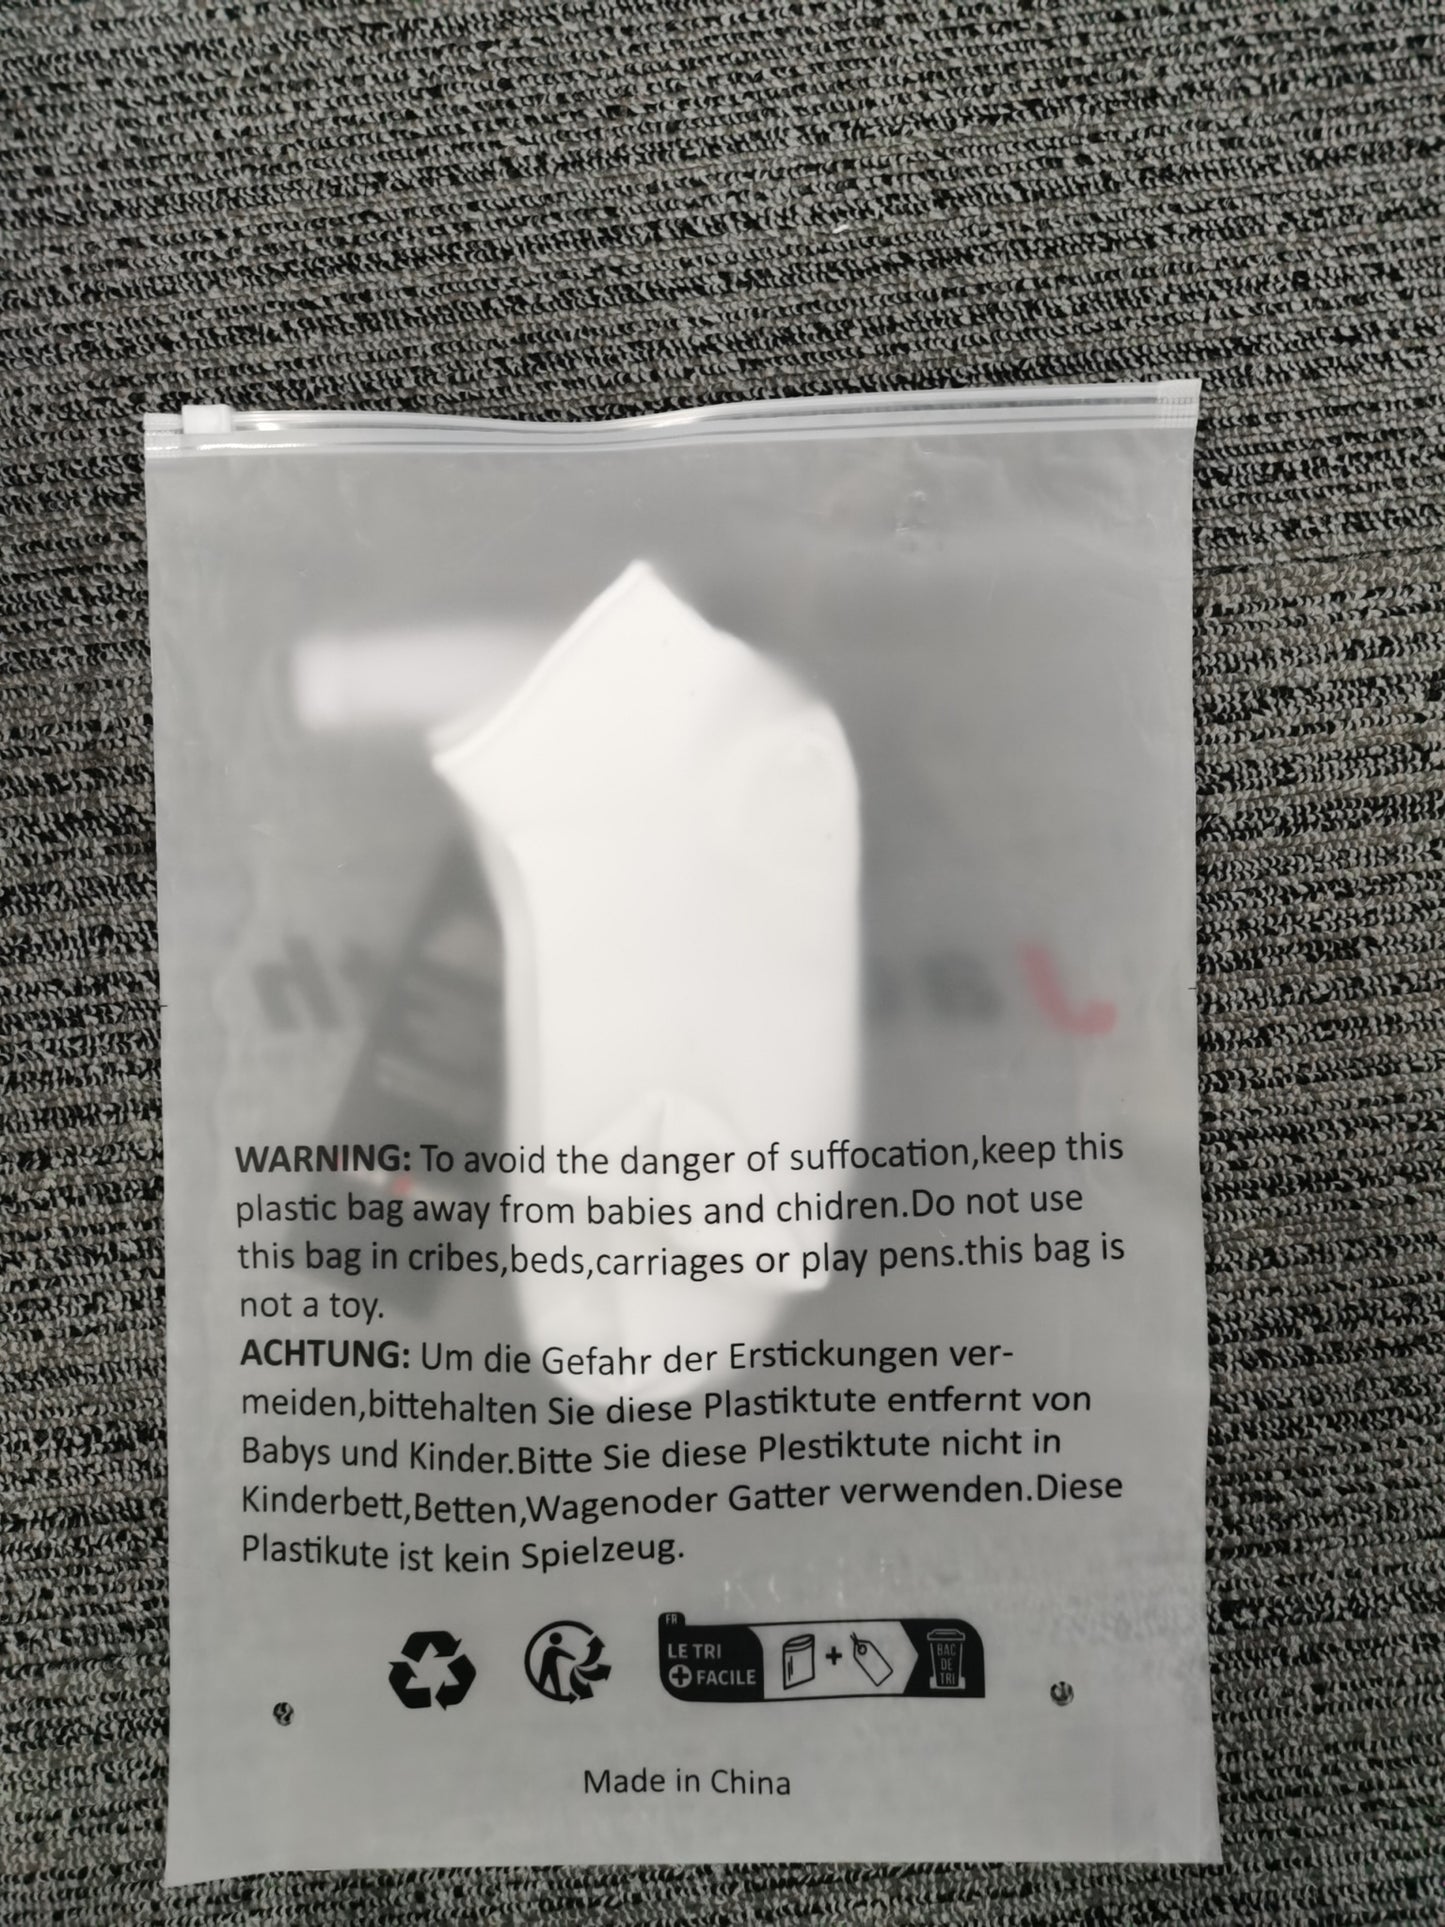 WARNING: To avoid the danger of suffocation,keep this
plastic bag away from babies and chidren.Do not use
this bag in cribes,beds,carriages or play pens.this bag is
not a toy.
ACHTUNG: Um die Gefahr der Erstickungen ver-
meiden,bittehalten Sie diese Plastiktute entfernt von
Babys und Kinder.Bitte Sie diese Plestiktute nicht in
Kinderbett,Betten,Wagenoder Gatter verwenden.Diese
Plastikute ist kein Spielzeug.
FR
LE TRI
+ FACILE
+
BAC
DE
TRI
Made in China